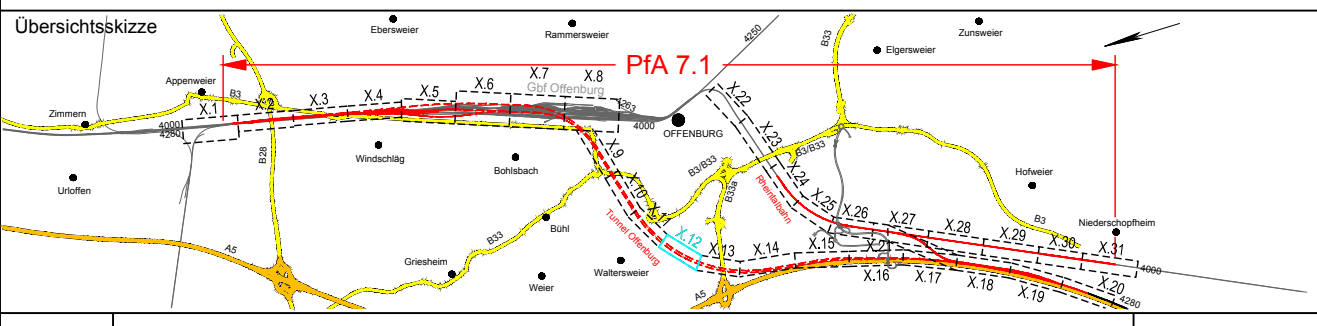 Übersichtsskizze
Ebersweier
Rammersweier
4250
B33
Zunsweier
Elgersweier
PfA 7.1
Appenweier
B3
X.1
X.2
X.3
X.4
X.5
X.6
X.7
X.8
Gbf Offenburg
4263
X.22
Zimmern
4000
4280
4000
OFFENBURG
X.23
B3/B33
B28
Windschläg
Bohlsbach
X.9
B3/B33
X.24
Hofweier
Urloffen
X.10
B33a
Rheintalbahn
X.25
X.11
X.26
X.27
X.28
X.29
X.30
X.31
B3
Niederschopfheim
Bühl
Tunnel Offenburg
X.12
A5
B33
X.13
X.14
X.15
X.21
4000
Griesheim
Weier
Waltersweier
A5
X.16
X.17
X.18
X.19
X.20
4280